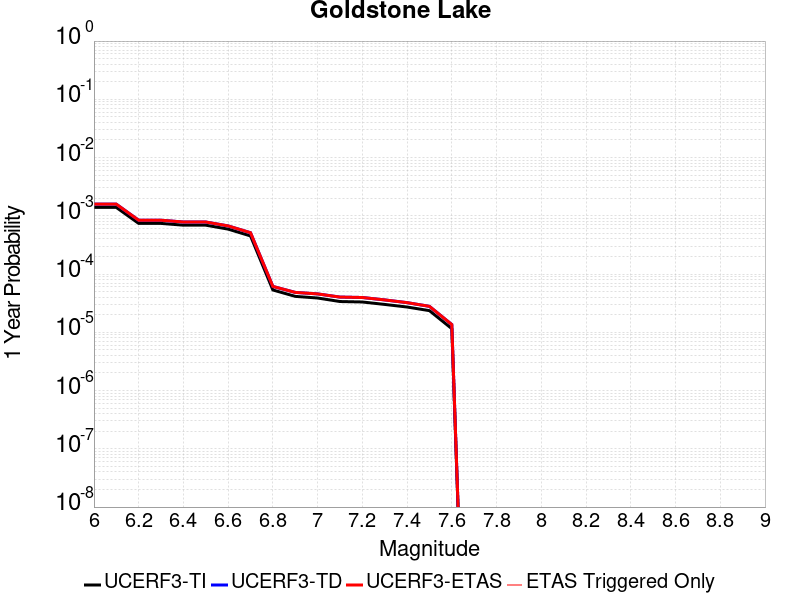 Goldstone Lake
10^0
10^-1
10^-2
10^-3
10^-4
10^-5
10^-6
10^-7
10^-8
1 Year Probability
6 6.2 6.4 6.6 6.8 7 7.2 7.4 7.6 7.8 8 8.2 8.4 8.6 8.8 9
Magnitude
UCERF3-TI UCERF3-TD UCERF3-ETAS ETAS Triggered Only